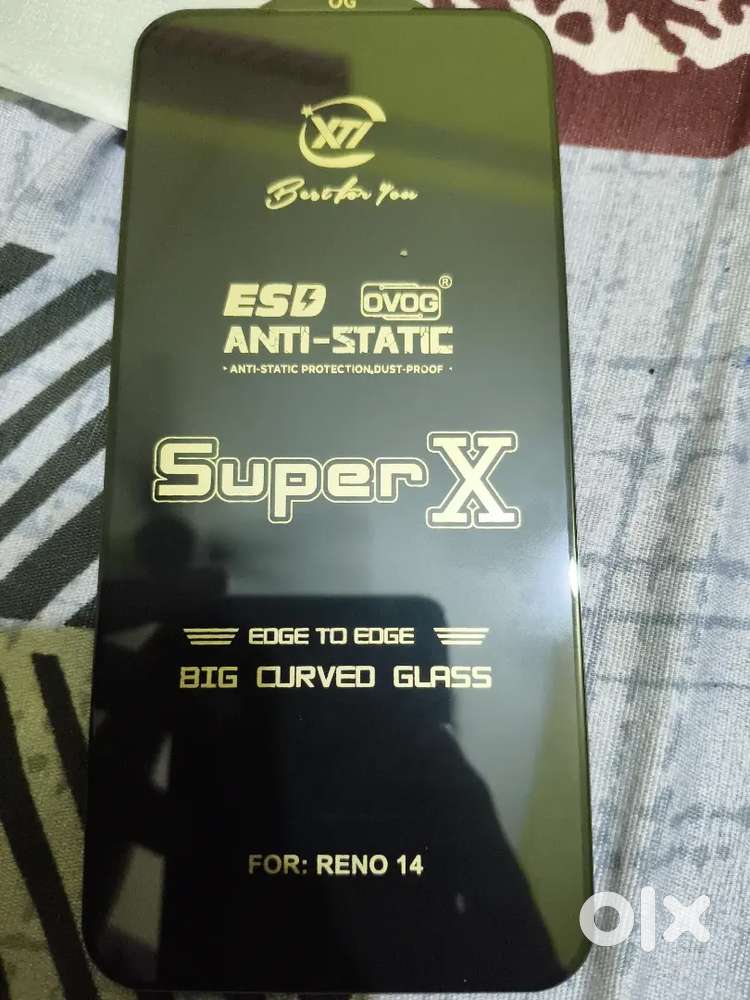 OG
XTI
Best for You
ESD OVOG®
ANTI-STATIC
• ANTI-STATIC PROTECTION,DUST-PROOF •
Super X
EDGE TO EDGE
BIG CURVED GLASS
FOR: RENO 14
olx